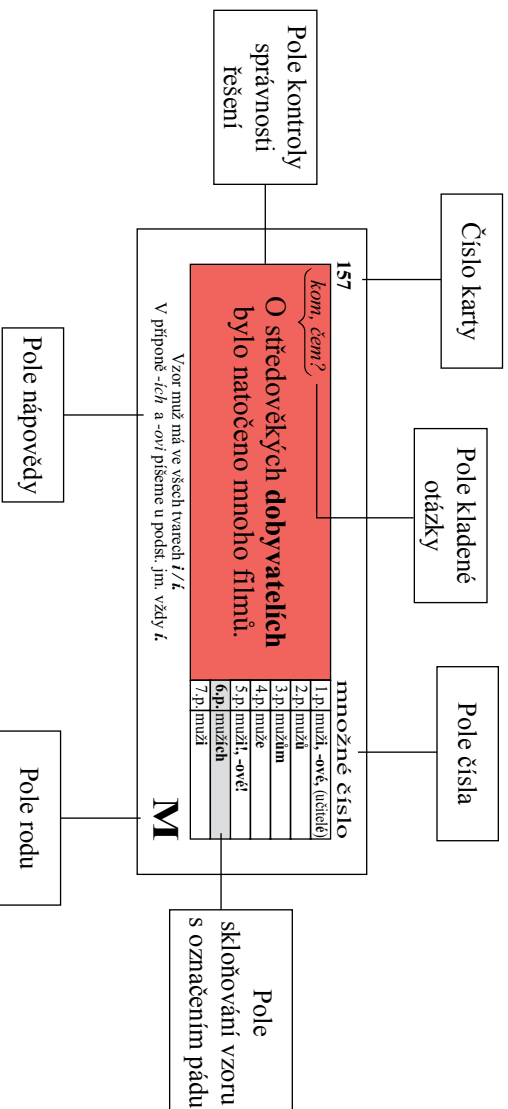 Číslo karty
Pole kladené
otázky
Pole čísla
Pole kontroly
správnosti
řešení
157
kom, čem?
O středověkých dobyvatelích
bylo natočeno mnoho filmů.
množné číslo
1.p. muži, -ové, (učitelé)
2.p. mužů
3.p. mužům
4.p. muže
5.p. muži!, -ové!
6.p. mužích
7.p. muži
Vzor muž má ve všech tvarech i/í.
V příponě -ích a -ovi píšeme u podst. jm. vždy í.
M
Pole nápovědy
Pole rodu
Pole
skloňování vzoru
s označením pádu